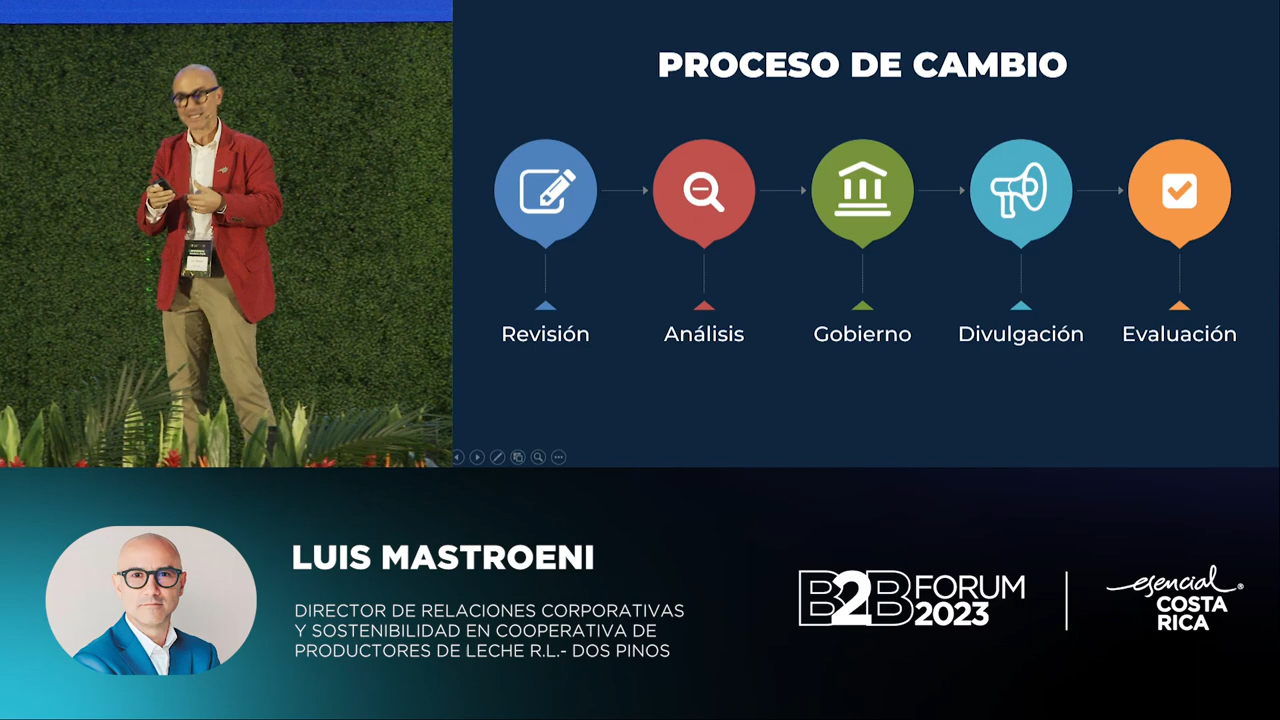 PROCESO DE CAMBIO
Revisión
Análisis
Gobierno
Divulgación
Evaluación
LUIS MASTROENI
DIRECTOR DE RELACIONES CORPORATIVAS
Y SOSTENIBILIDAD EN COOPERATIVA DE
PRODUCTORES DE LECHE R.L.- DOS PINOS
B2B FORUM
2023
esencial
COSTA
RICA